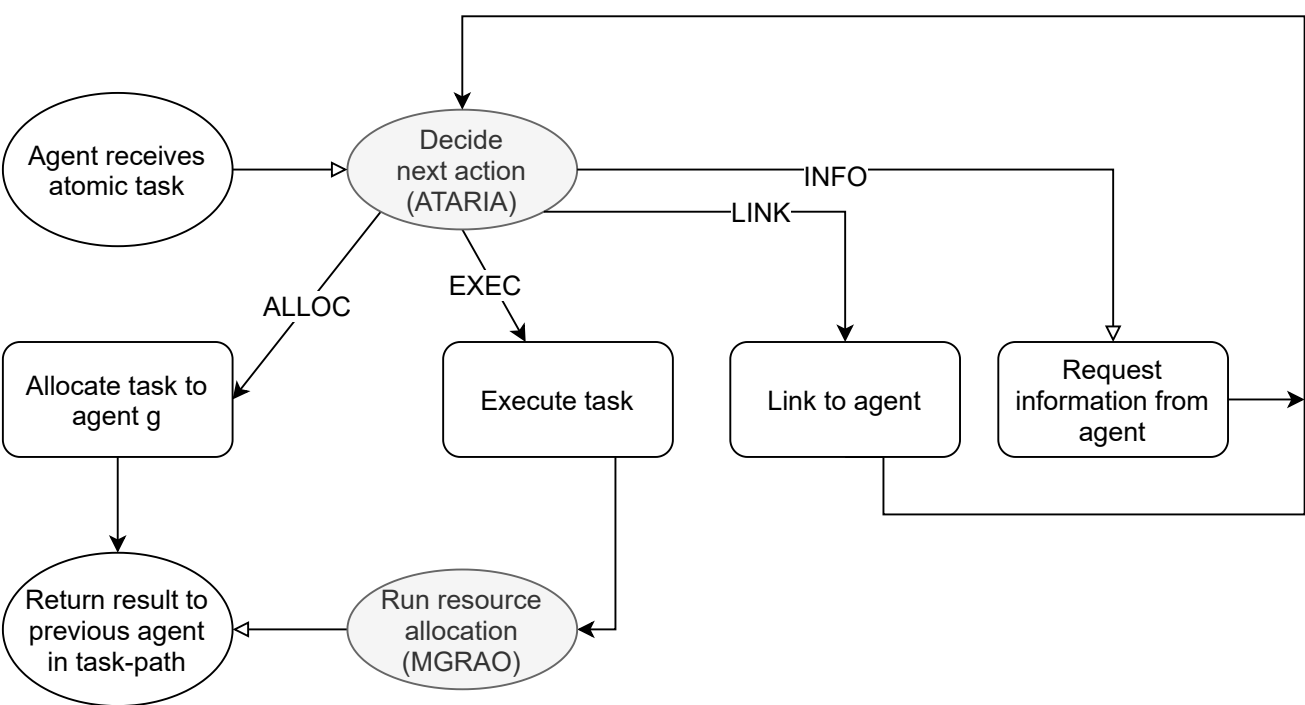 Agent receives
atomic task
Decide
next action
(ATARIA)
INFO
LINK
EXEC
ALLOC
Allocate task to
agent g
Execute task
Link to agent
Request
information from
agent
Return result to
previous agent
in task-path
Run resource
allocation
(MGRAO)